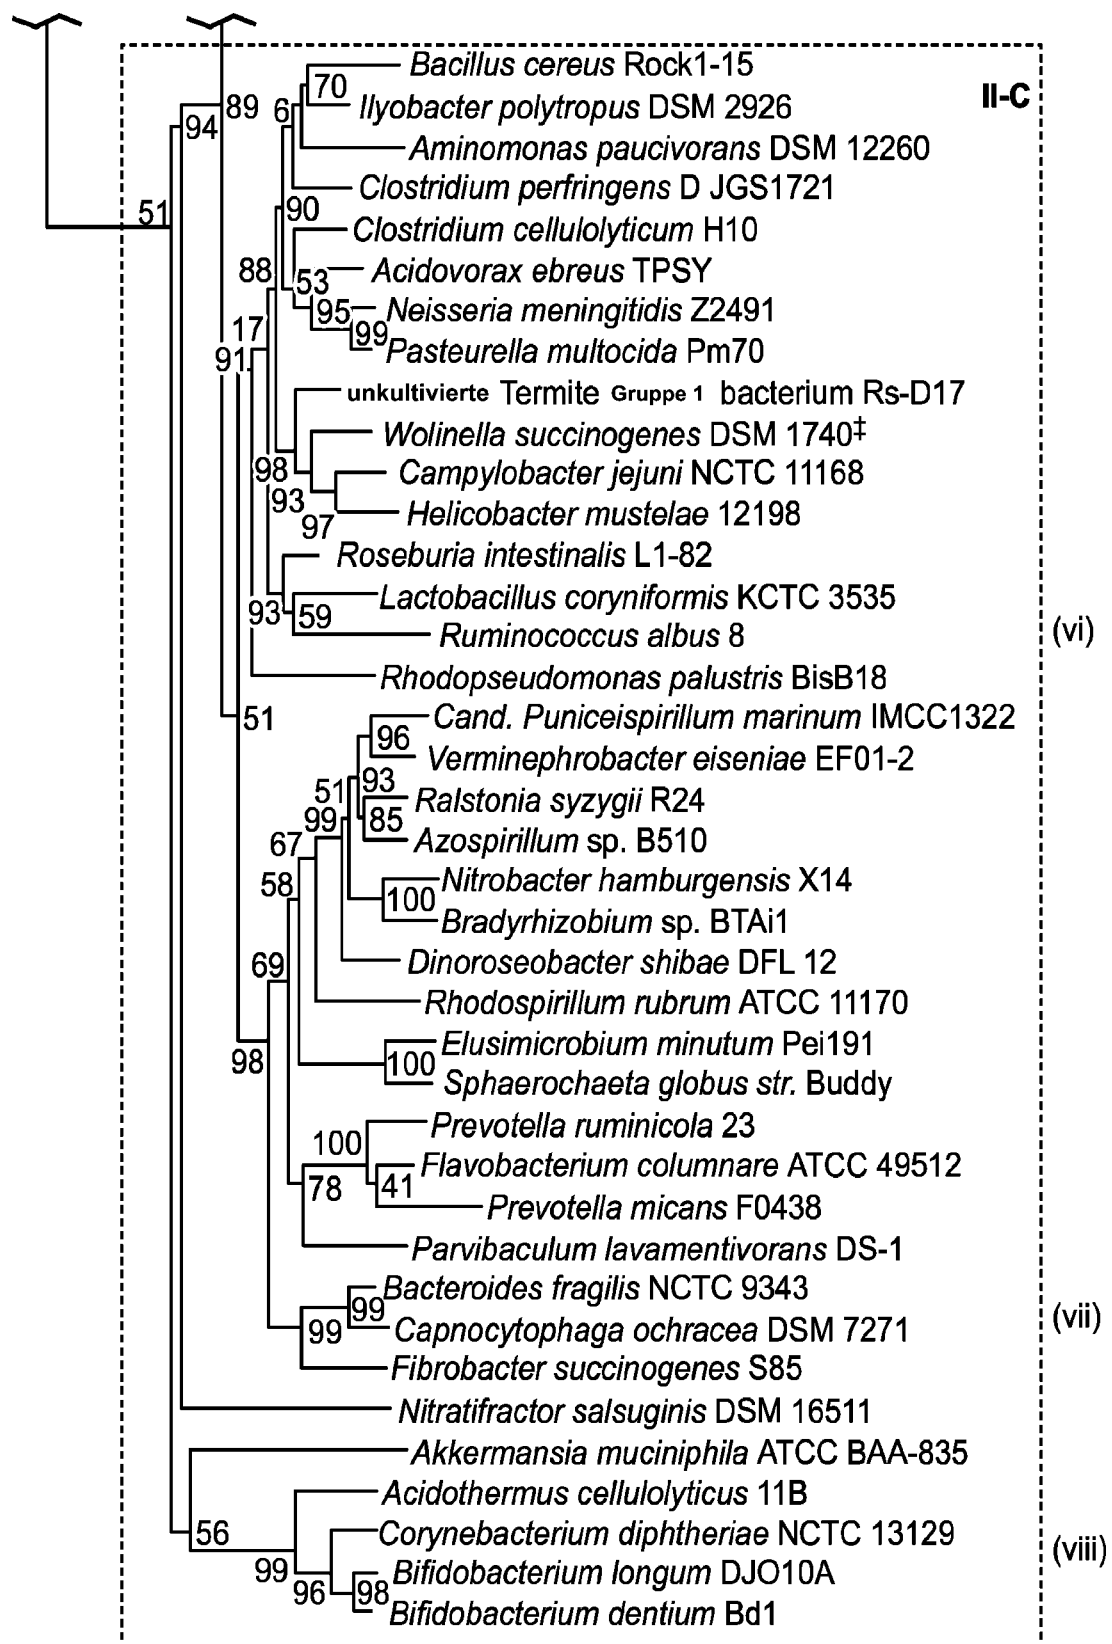 Bacillus cereus Rock1-15
70
89
6
Ilyobacter polytropus DSM 2926
II-C
94
Aminomonas paucivorans DSM 12260
Clostridium perfringens D JGS1721
51
90
Clostridium cellulolyticum H10
88
Acidovorax ebreus TPSY
53
95
Neisseria meningitidis Z2491
17
99
Pasteurella multocida Pm70
91
unkultivierte Termite Gruppe 1 bacterium Rs-D17
Wolinella succinogenes DSM 1740‡
98
Campylobacter jejuni NCTC 11168
93
97
Helicobacter mustelae 12198
Roseburia intestinalis L1-82
Lactobacillus coryniformis KCTC 3535
93
59
Ruminococcus albus 8
(vi)
Rhodopseudomonas palustris BisB18
51
Cand. Puniceispirillum marinum IMCC1322
96
Verminephrobacter eiseniae EF01-2
93
51
Ralstonia syzygii R24
99
85
67
Azospirillum sp. B510
58
Nitrobacter hamburgensis X14
100
Bradyrhizobium sp. BTAi1
69
Dinoroseobacter shibae DFL 12
Rhodospirillum rubrum ATCC 11170
Elusimicrobium minutum Pei191
98
100
Sphaerochaeta globus str. Buddy
Prevotella ruminicola 23
100
Flavobacterium columnare ATCC 49512
78
41
Prevotella micans F0438
Parvibaculum lavamentivorans DS-1
Bacteroides fragilis NCTC 9343
99
(vii)
99
Capnocytophaga ochracea DSM 7271
Fibrobacter succinogenes S85
Nitratifractor salsuginis DSM 16511
Akkermansia muciniphila ATCC BAA-835
Acidothermus cellulolyticus 11B
56
Corynebacterium diphtheriae NCTC 13129
(viii)
99
Bifidobacterium longum DJO10A
96
98
Bifidobacterium dentium Bd1